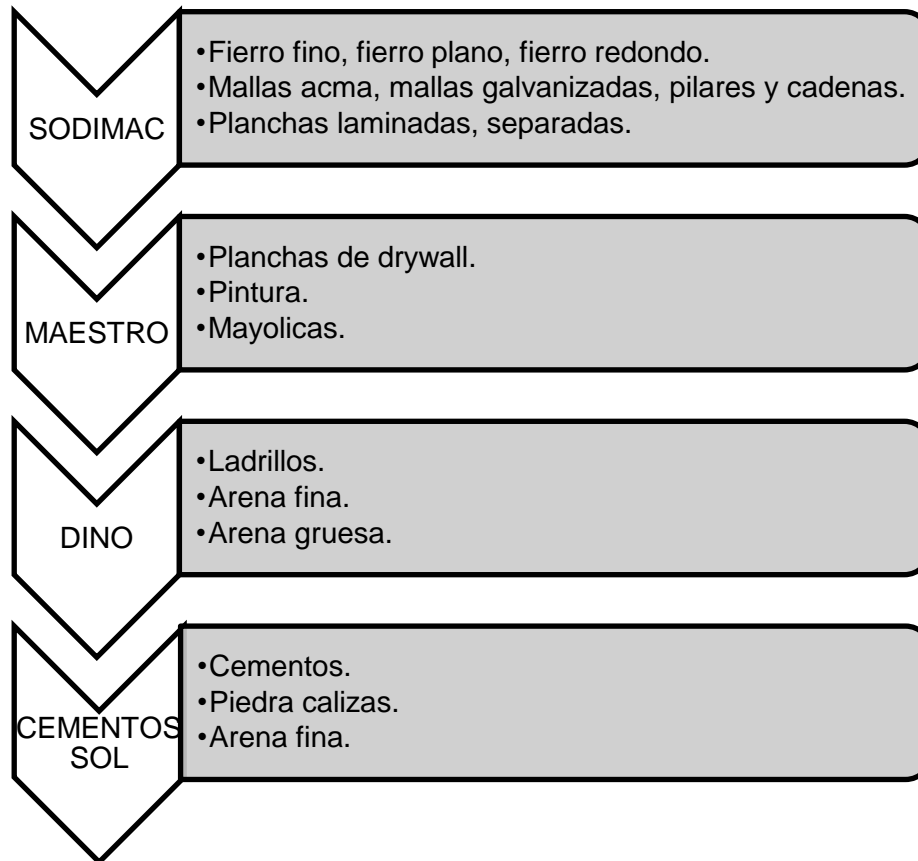 SODIMAC
•Fierro fino, fierro plano, fierro redondo.
•Mallas acma, mallas galvanizadas, pilares y cadenas.
•Planchas laminadas, separadas.
MAESTRO
•Planchas de drywall.
•Pintura.
•Mayolicas.
DINO
•Ladrillos.
•Arena fina.
•Arena gruesa.
CEMENTOS
SOL
•Cementos.
•Piedra calizas.
•Arena fina.